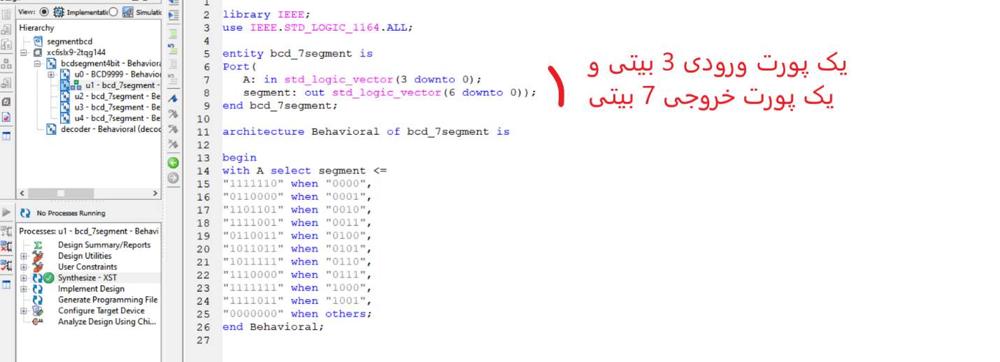 View:
Implementatic
Simulatic
Hierarchy
segmentbcd
xc6slx9-2tqg144
bcdsegment4bit - Behaviora
u0 - BCD9999 - Behavio
u1 - bcd_7segment -
u2 - bcd_7segment - Be
u3 - bcd_7segment - Be
u4 - bcd_7segment - Be
decoder - Behavioral (decoc
No Processes Running
Processes: u1 - bcd_7segment - Behavi
Design Summary/Reports
Design Utilities
User Constraints
Synthesize - XST
Implement Design
Generate Programming File
Configure Target Device
Analyze Design Using Chi...
1
2 library IEEE;
3 use IEEE.STD_LOGIC_1164.ALL;
4
5 entity bcd_7segment is
6 Port(
7 A: in std_logic_vector(3 downto 0);
8 segment: out std_logic_vector(6 downto 0));
9 end bcd_7segment;
10
11 architecture Behavioral of bcd_7segment is
12
13 begin
14 with A select segment <=
15 "1111110" when "0000",
16 "0110000" when "0001",
17 "1101101" when "0010",
18 "1111001" when "0011",
19 "0110011" when "0100",
20 "1011011" when "0101",
21 "1011111" when "0110",
22 "1110000" when "0111",
23 "1111111" when "1000",
24 "1111011" when "1001",
25 "0000000" when others;
26 end Behavioral;
27
یک پورت ورودی 3 بیتی و
یک پورت خروجی 7 بیتی